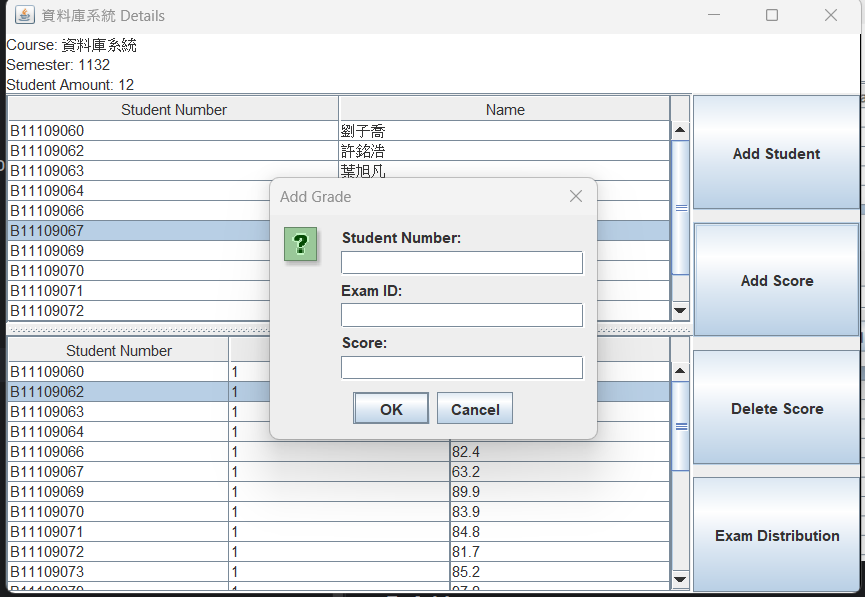 資料庫系統 Details
Course: 資料庫系統
Semester: 1132
Student Amount: 12
Student Number Name
B11109060 劉子喬
B11109062 許銘浩
B11109063 葉旭凡
B11109064
B11109066
B11109067
B11109069
B11109070
B11109071
B11109072
Add Student
Add Score
Delete Score
Exam Distribution
Add Grade
Student Number:
Exam ID:
Score:
OK Cancel
Student Number
B11109060 1
B11109062 1
B11109063 1
B11109064 1
B11109066 1 82.4
B11109067 1 63.2
B11109069 1 89.9
B11109070 1 83.9
B11109071 1 84.8
B11109072 1 81.7
B11109073 1 85.2